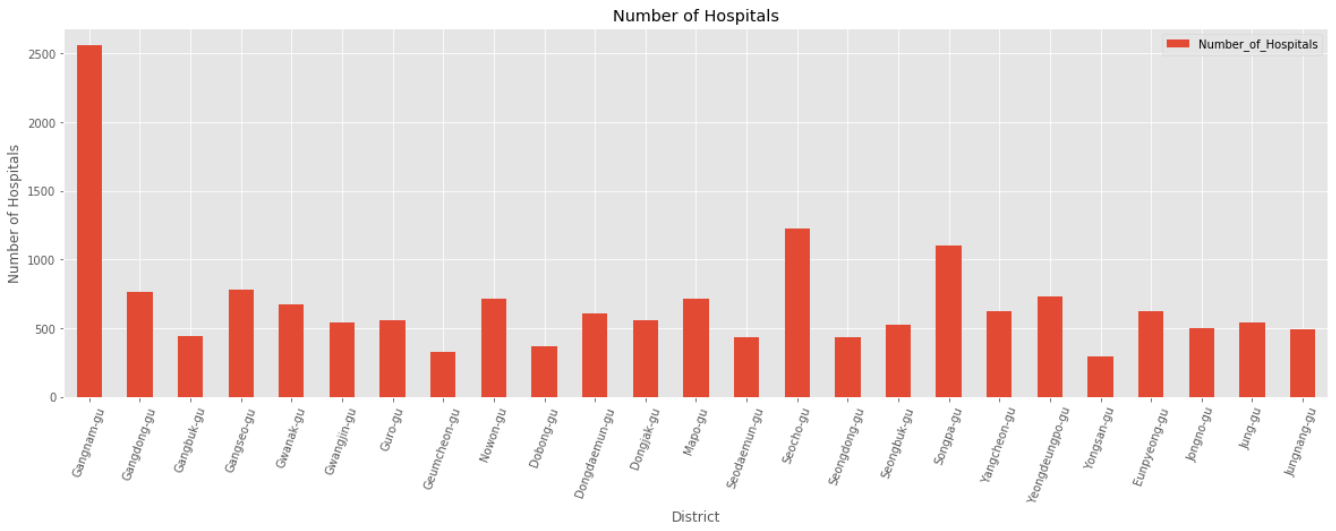 Number of Hospitals
Number_of_Hospitals
2500
2000
1500
1000
500
0
Number of Hospitals
Gangnam-gu
Gangdong-gu
Gangbuk-gu
Gangseo-gu
Gwanak-gu
Gwangjin-gu
Guro-gu
Geumcheon-gu
Nowon-gu
Dobong-gu
Dongdaemun-gu
Dongjak-gu
Mapo-gu
Seodaemun-gu
Seocho-gu
Seongdong-gu
Seongbuk-gu
Songpa-gu
Yangcheon-gu
Yeongdeungpo-gu
Yongsan-gu
Eunpyeong-gu
Jongno-gu
Jung-gu
Jungnang-gu
District